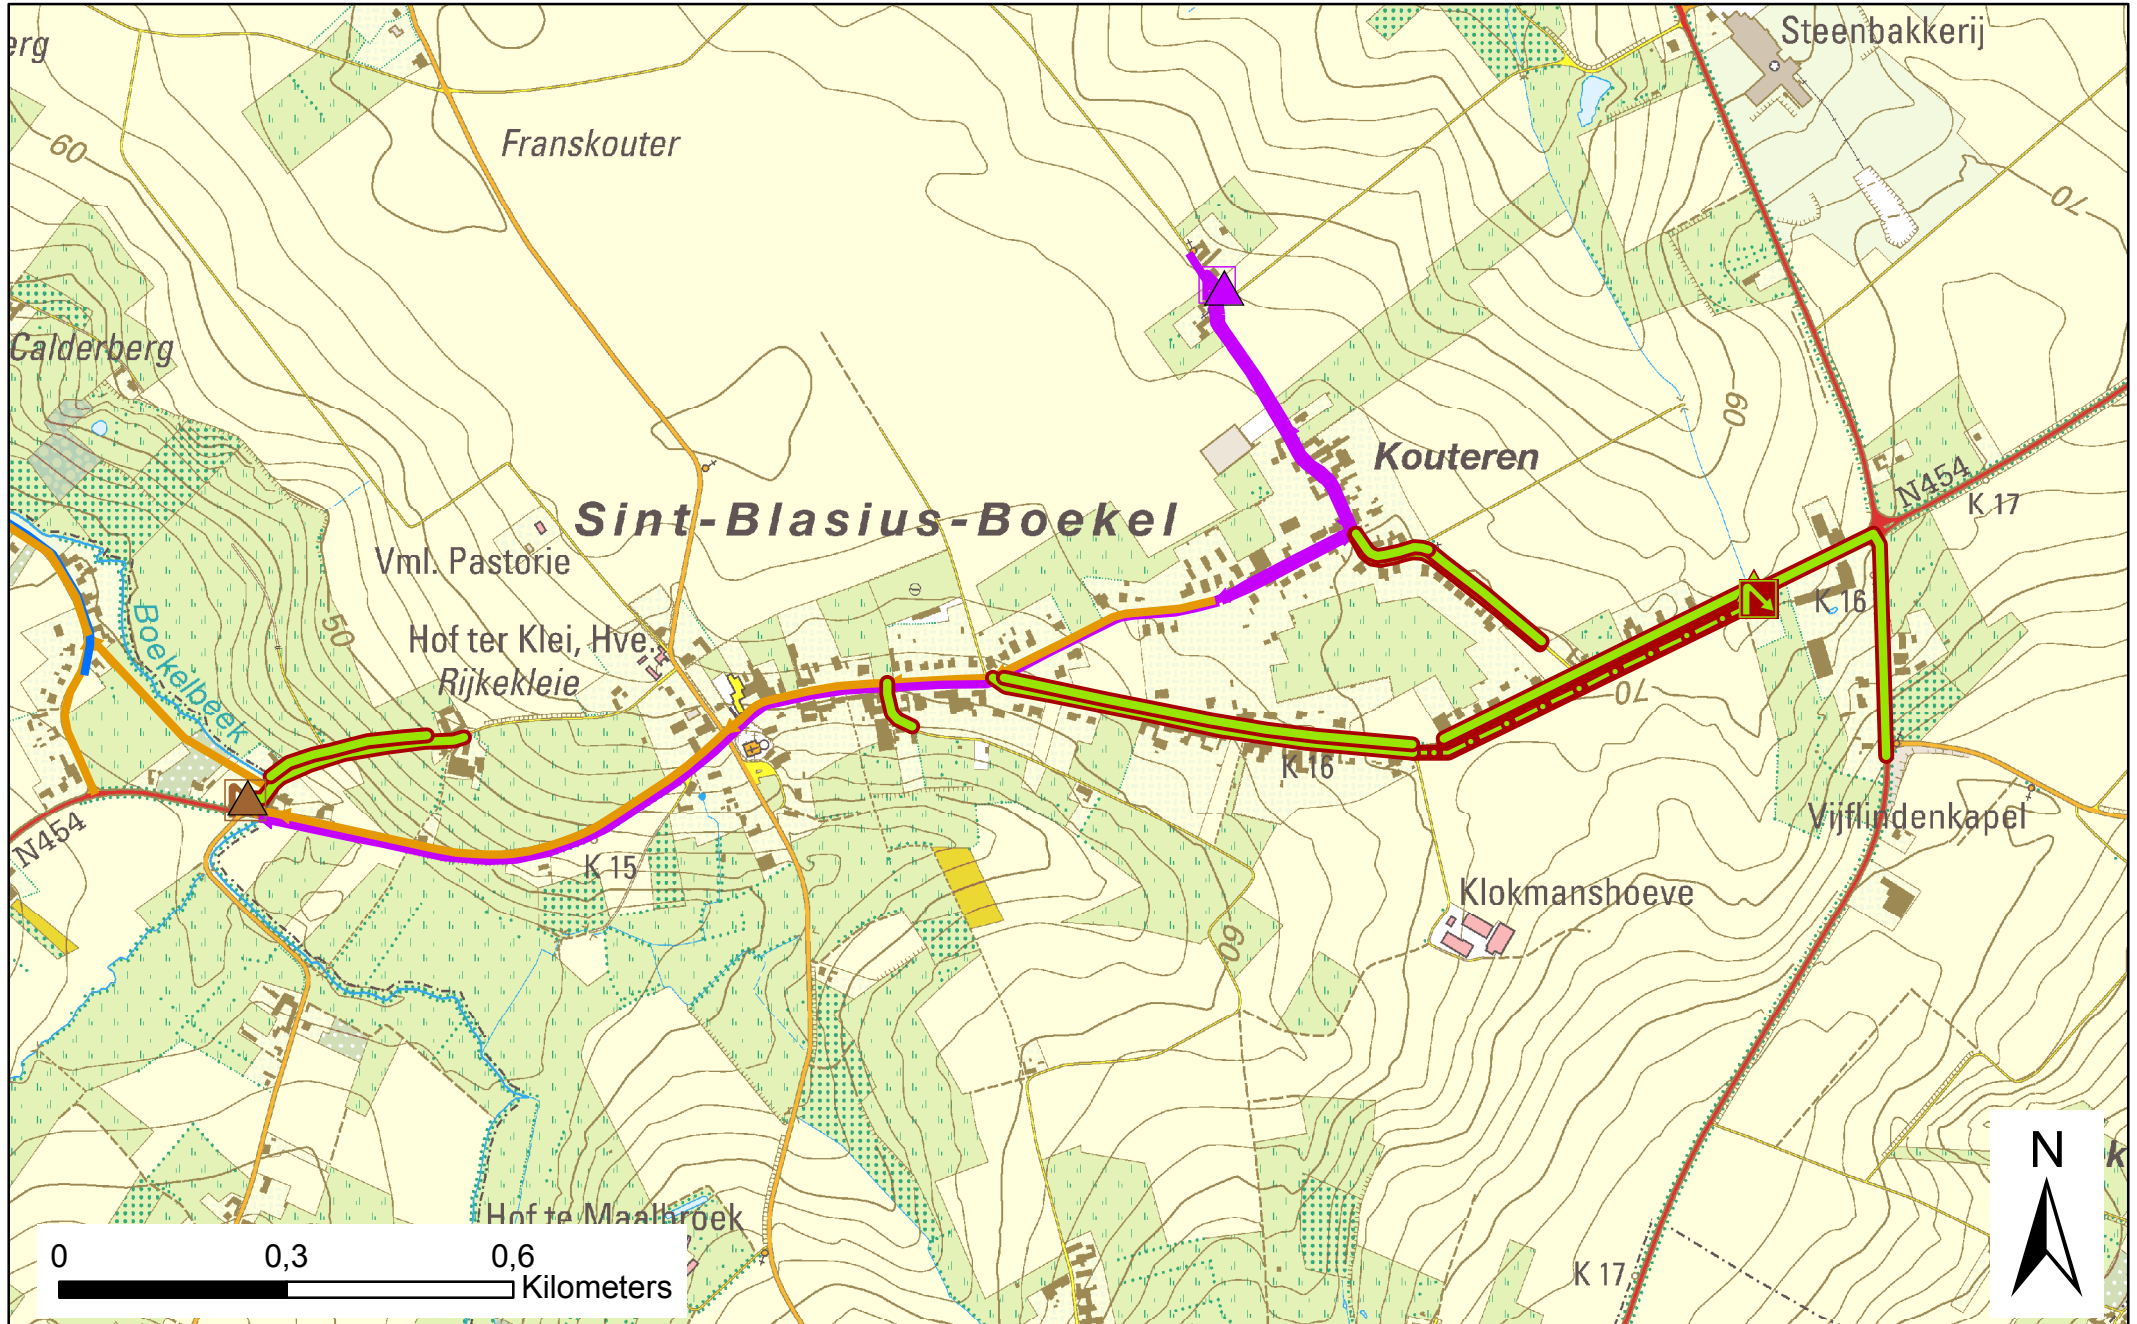 erg
Steenbakkerij
60
Franskouter
70
Calderberg
60
Kouteren
N454
K 17
Sint-Blasius-Boekel
Vml. Pastorie
Boekelbeek
50
Hof ter Klei, Hve.
Rijkekleie
K 16
70
K 16
Vijflindenkapel
N454
K 15
Klokmanshoeve
60
N
k
Hof te Maalbroek
0 0,3 0,6
Kilometers
K 17